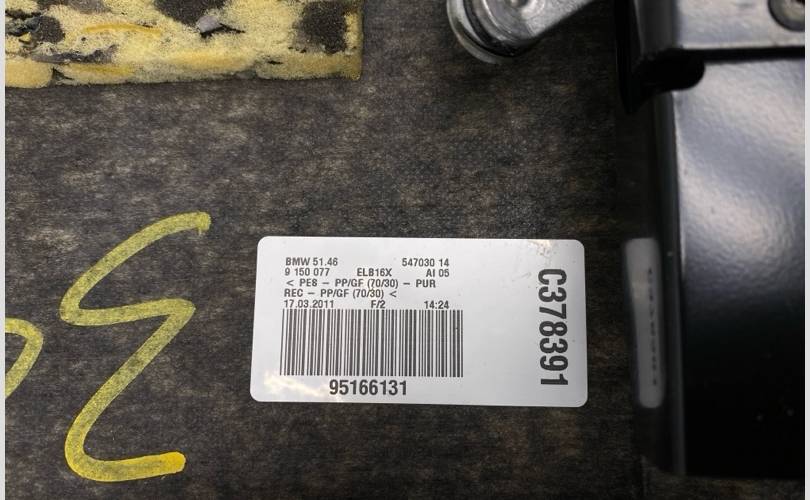 BMW 51.46 547030 14
9 150 077 ELB16X AI 05
< PES – PP/GF (70/30) – PUR
REC – PP/GF (70/30) <
17.03.2011 F/2 14:24
95166131
C378391